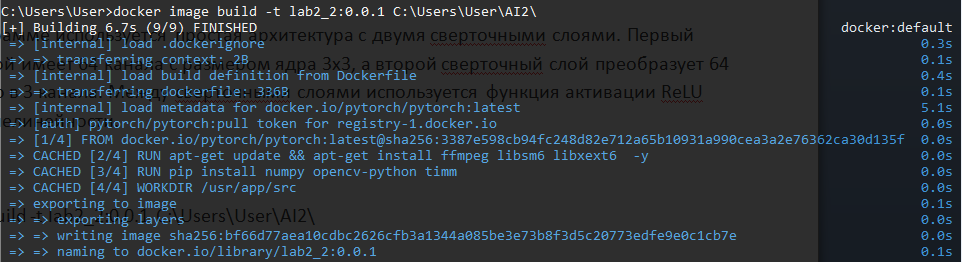 C:\Users\User>docker image build -t lab2_2:0.0.1 C:\Users\User\AI2\
[+] Building 6.7s (9/9) FINISHED docker:default
=> [internal] load .dockerignore 0.3s
=> => transferring context: 2B 0.1s
=> [internal] load build definition from Dockerfile 0.4s
=> => transferring dockerfile: 336B 0.1s
=> [internal] load metadata for docker.io/pytorch/pytorch:latest 5.1s
=> [auth] pytorch/pytorch:pull token for registry-1.docker.io 0.0s
=> [1/4] FROM docker.io/pytorch/pytorch:latest@sha256:3387e598cb94fc248d82e712a65b10931a990cea3a2e76362ca30d135f 0.0s
=> CACHED [2/4] RUN apt-get update && apt-get install ffmpeg libsm6 libxext6 -y 0.0s
=> CACHED [3/4] RUN pip install numpy opencv-python timm 0.0s
=> CACHED [4/4] WORKDIR /usr/app/src 0.0s
=> exporting to image 0.1s
=> => exporting layers 0.0s
=> => writing image sha256:bf66d77aea10cdbc2626cfb3a1344a085be3e73b8f3d5c20773edfe9e0c1cb7e 0.0s
=> => naming to docker.io/library/lab2_2:0.0.1 0.1s
используется простая архитектура с двумя сверточными слоями. Первый
имеет 64 канала с размером ядра 3x3, а второй сверточный слой преобразует 64
слоями используется функция активации ReLU
-t lab2_1:0.0.1 C:\Users\User\AI2\